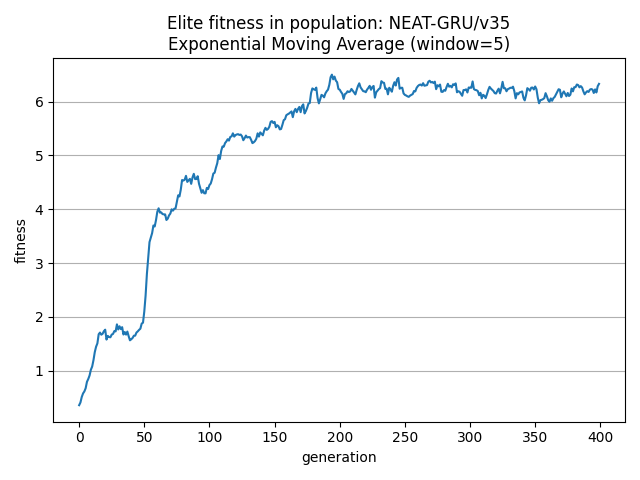 Elite fitness in population: NEAT-GRU/v35
Exponential Moving Average (window=5)
fitness
6
5
4
3
2
1
0 50 100 150 200 250 300 350 400
generation